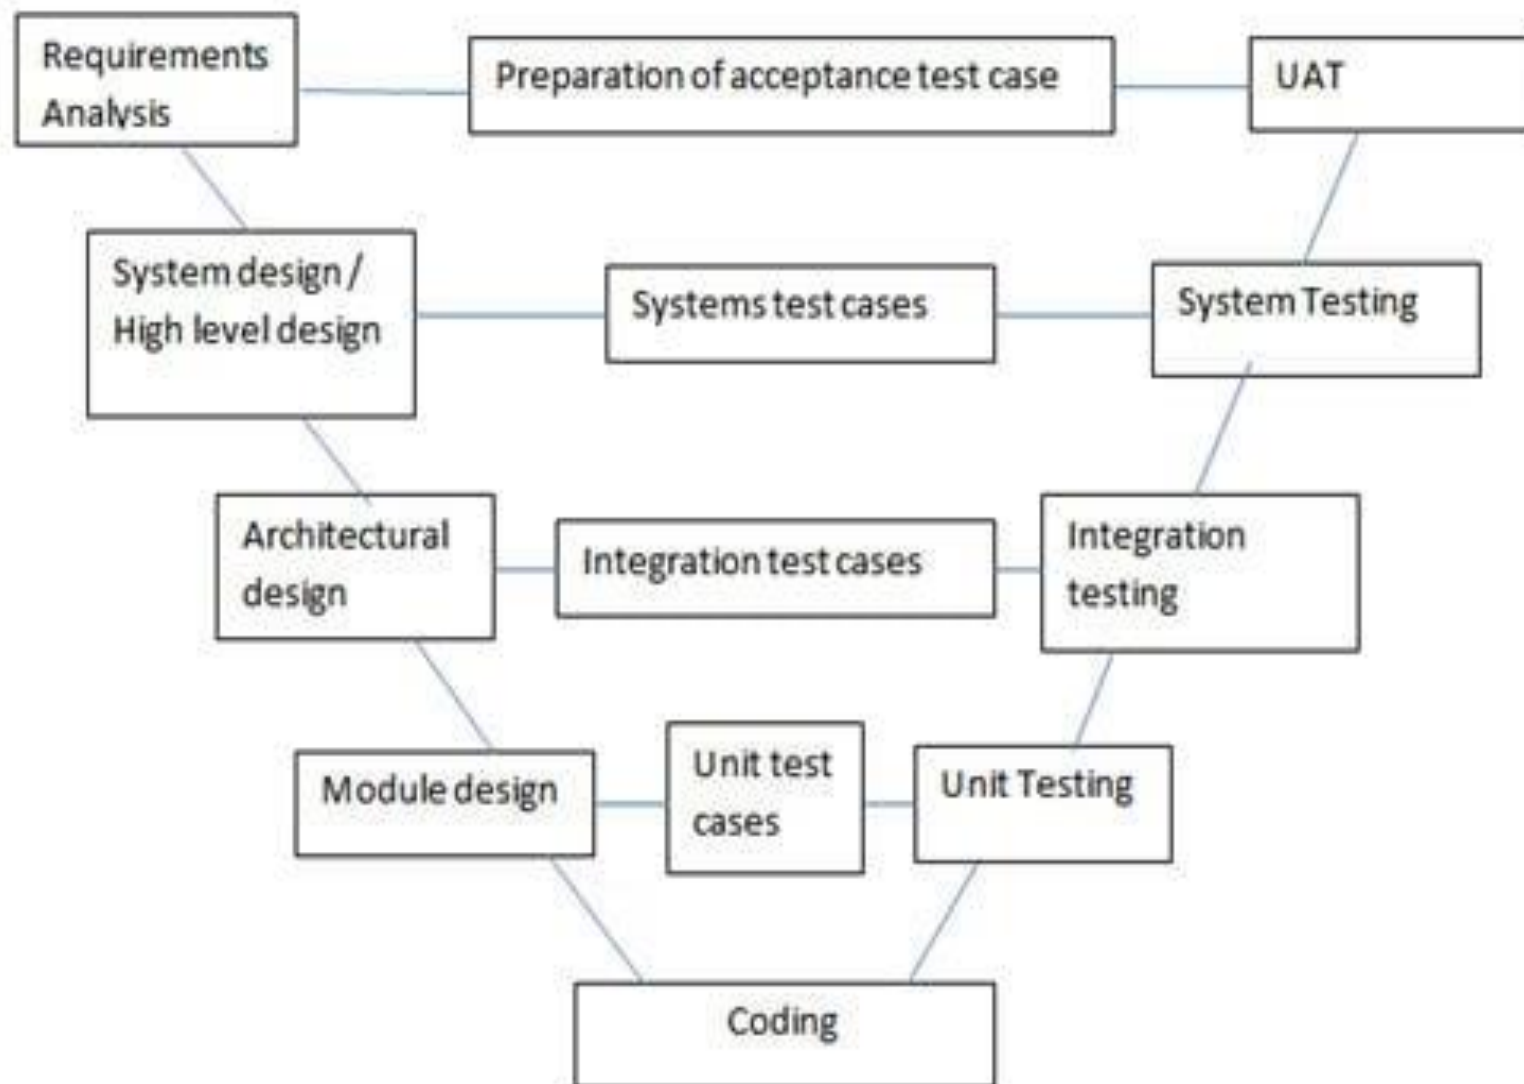 Requirements
Analysis
Preparation of acceptance test case
UAT
System design /
High level design
Systems test cases
System Testing
Architectural
design
Integration test cases
Integration
testing
Module design
Unit test
cases
Unit Testing
Coding